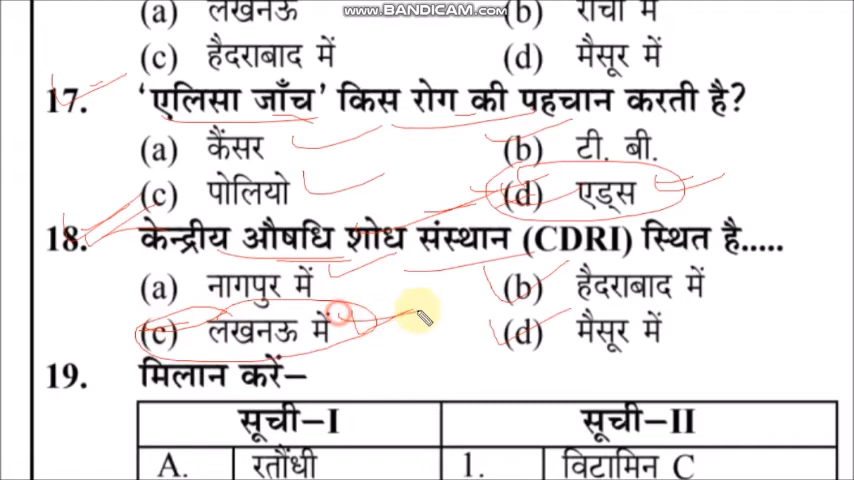 WWW.BANDICAM.COM
(a) लखनऊ (b) राँची में
(c) हैदराबाद में (d) मैसूर में
17. ‘एलिसा जाँच’ किस रोग की पहचान करती है?
(a) कैंसर (b) टी. बी.
(c) पोलियो (d) एड्स
18. केन्द्रीय औषधि शोध संस्थान (CDRI) स्थित है.....
(a) नागपुर में (b) हैदराबाद में
(c) लखनऊ में (d) मैसूर में
19. मिलान करें–
सूची–I सूची–II
A. रतौंधी 1. विटामिन C